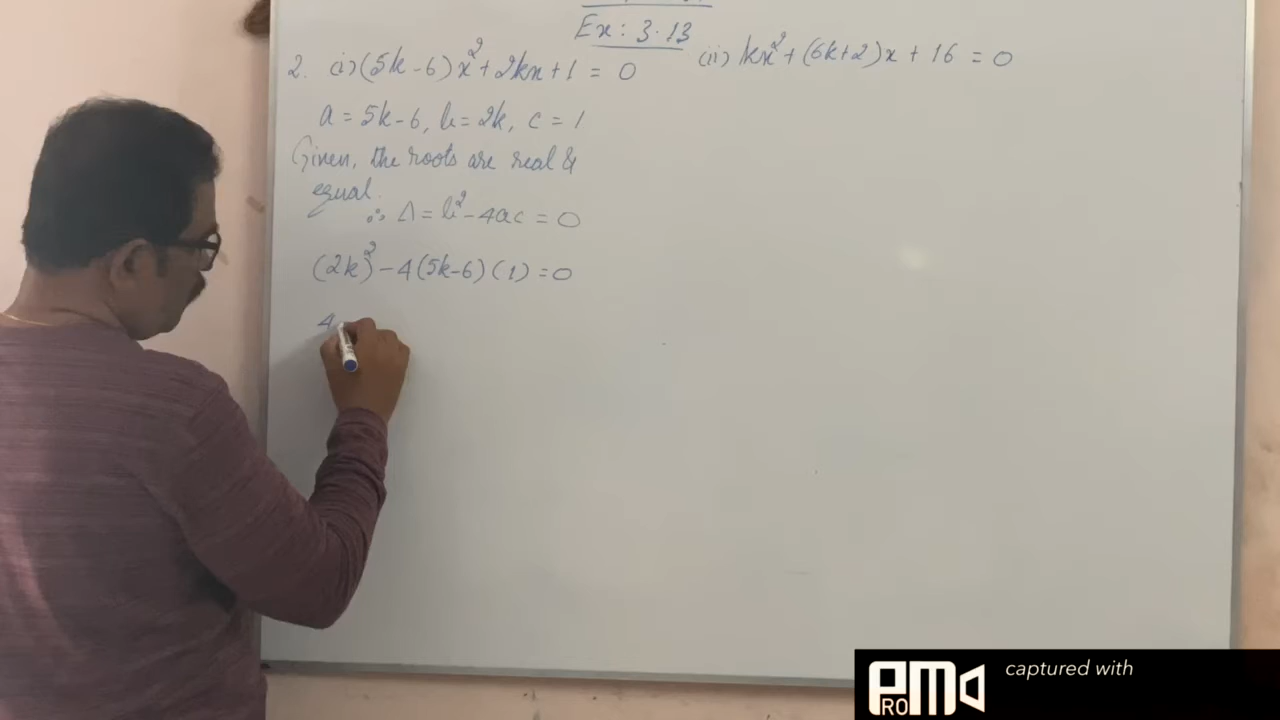 Ex: 3.13
2. (i) (5k-6)x² + 2kx + 1 = 0
(ii) kx² + (6k+2)x + 16 = 0
a = 5k-6, b = 2k, c = 1
Given, the roots are real &
equal.
∴ Δ = b² - 4ac = 0
(2k)² - 4(5k-6)(1) = 0
4
captured with
PRO M